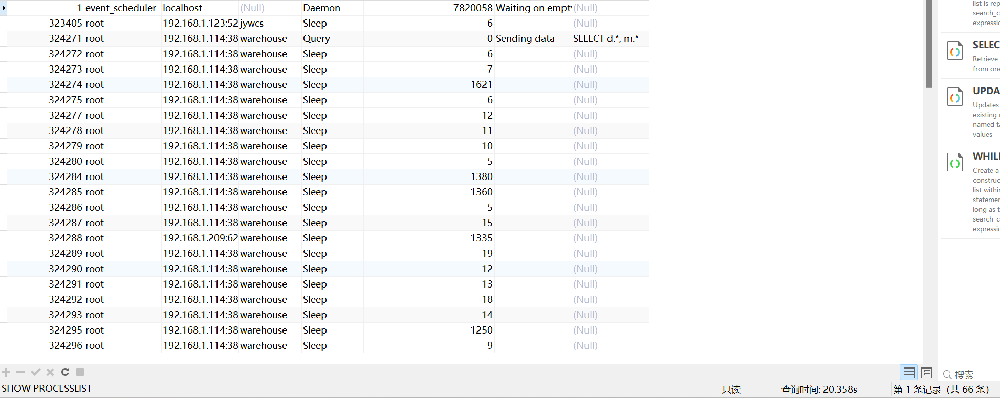 1 event_scheduler localhost (Null) Daemon 7820058 Waiting on empty (Null)
323405 root 192.168.1.123:52 jywcs Sleep 6 (Null)
324271 root 192.168.1.114:38 warehouse Query 0 Sending data SELECT d.*, m.*
324272 root 192.168.1.114:38 warehouse Sleep 6 (Null)
324273 root 192.168.1.114:38 warehouse Sleep 7 (Null)
324274 root 192.168.1.114:38 warehouse Sleep 1621 (Null)
324275 root 192.168.1.114:38 warehouse Sleep 6 (Null)
324277 root 192.168.1.114:38 warehouse Sleep 12 (Null)
324278 root 192.168.1.114:38 warehouse Sleep 11 (Null)
324279 root 192.168.1.114:38 warehouse Sleep 10 (Null)
324280 root 192.168.1.114:38 warehouse Sleep 5 (Null)
324284 root 192.168.1.114:38 warehouse Sleep 1380 (Null)
324285 root 192.168.1.114:38 warehouse Sleep 1360 (Null)
324286 root 192.168.1.114:38 warehouse Sleep 5 (Null)
324287 root 192.168.1.114:38 warehouse Sleep 15 (Null)
324288 root 192.168.1.209:62 warehouse Sleep 1335 (Null)
324289 root 192.168.1.114:38 warehouse Sleep 19 (Null)
324290 root 192.168.1.114:38 warehouse Sleep 12 (Null)
324291 root 192.168.1.114:38 warehouse Sleep 13 (Null)
324292 root 192.168.1.114:38 warehouse Sleep 18 (Null)
324293 root 192.168.1.114:38 warehouse Sleep 14 (Null)
324295 root 192.168.1.114:38 warehouse Sleep 1250 (Null)
324296 root 192.168.1.114:38 warehouse Sleep 9 (Null)
list is rep
search_c
expressio
SELEC
Retrieve
from one
UPDA
Updates
existing
named ta
values
WHIL
Create a
construc
list within
statemen
long as t
search_c
expressio
搜索
SHOW PROCESSLIST
只读
查询时间: 20.358s
第 1 条记录 (共 66 条)